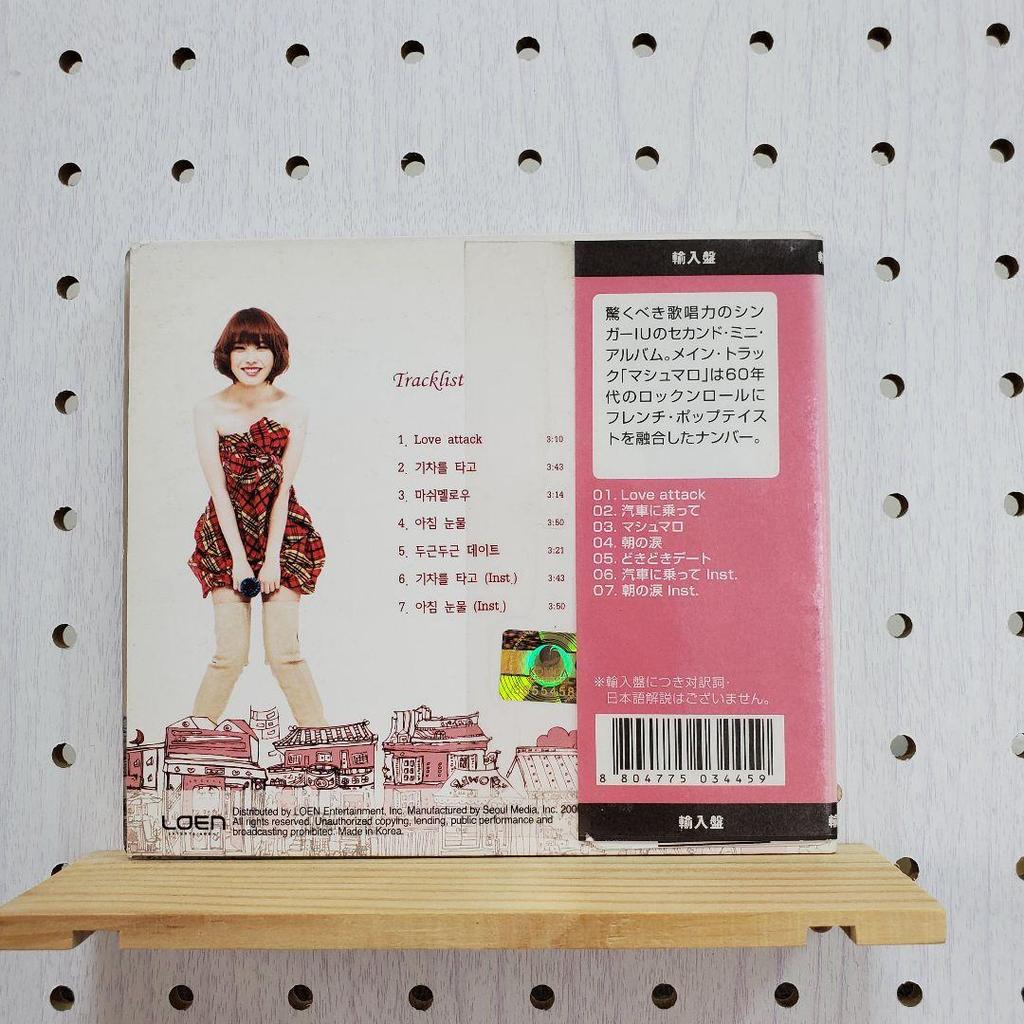 Tracklist
1. Love attack 3:10
2. 기차를 타고 3:43
3. 마쉬멜로우 3:14
4. 아침 눈물 3:50
5. 두근두근 데이트 3:21
6. 기차를 타고 (Inst.) 3:43
7. 아침 눈물 (Inst.) 3:50
LOEN
Distributed by LOEN Entertainment, Inc. Manufactured by Seoul Media, Inc. 200
All rights reserved. Unauthorized copying, lending, public performance and
broadcasting prohibited. Made in Korea.
輸入盤
驚くべき歌唱力のシン
ガーIUのセカンド・ミニ・
アルバム。メイン・トラッ
ク「マシュマロ」は60年
代のロックンロールに
フレンチ・ポップテイス
トを融合したナンバー。
01. Love attack
02. 汽車に乗って
03. マシュマロ
04. 朝の涙
05. どきどきデート
06. 汽車に乗って Inst.
07. 朝の涙 Inst.
※輸入盤につき対訳詞・
日本語解説はございません。
8 804775 034459
輸入盤